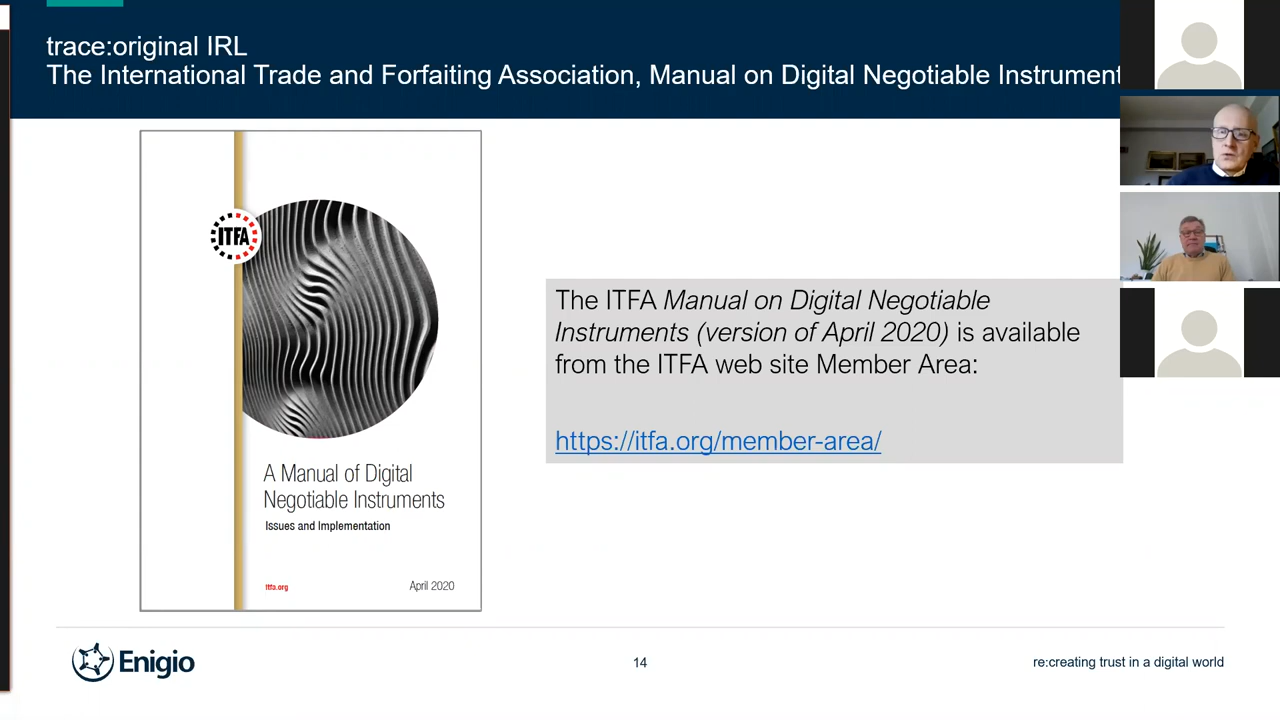 trace:original IRL
The International Trade and Forfaiting Association, Manual on Digital Negotiable Instrument
ITFA
A Manual of Digital
Negotiable Instruments
Issues and Implementation
itfa.org
April 2020
The ITFA Manual on Digital Negotiable
Instruments (version of April 2020) is available
from the ITFA web site Member Area:
https://itfa.org/member-area/
Enigio
14
re:creating trust in a digital world